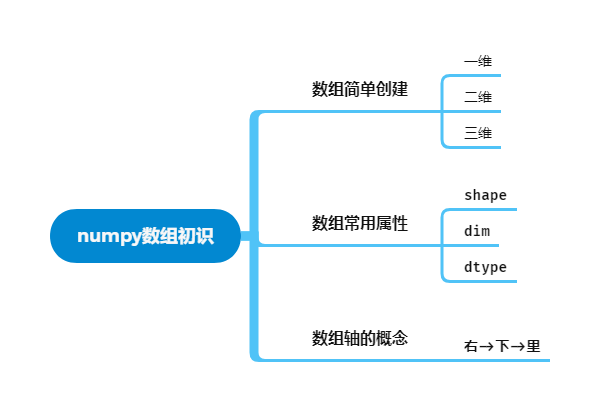 numpy数组初识
数组简单创建
一维
二维
三维
数组常用属性
shape
dim
dtype
数组轴的概念
右→下→里